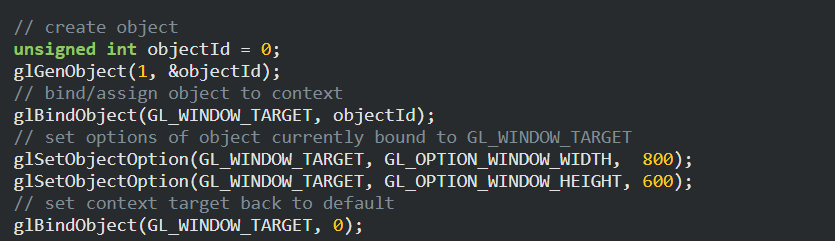 // create object
unsigned int objectId = 0;
glGenObject(1, &objectId);
// bind/assign object to context
glBindObject(GL_WINDOW_TARGET, objectId);
// set options of object currently bound to GL_WINDOW_TARGET
glSetObjectOption(GL_WINDOW_TARGET, GL_OPTION_WINDOW_WIDTH,  800);
glSetObjectOption(GL_WINDOW_TARGET, GL_OPTION_WINDOW_HEIGHT, 600);
// set context target back to default
glBindObject(GL_WINDOW_TARGET, 0);